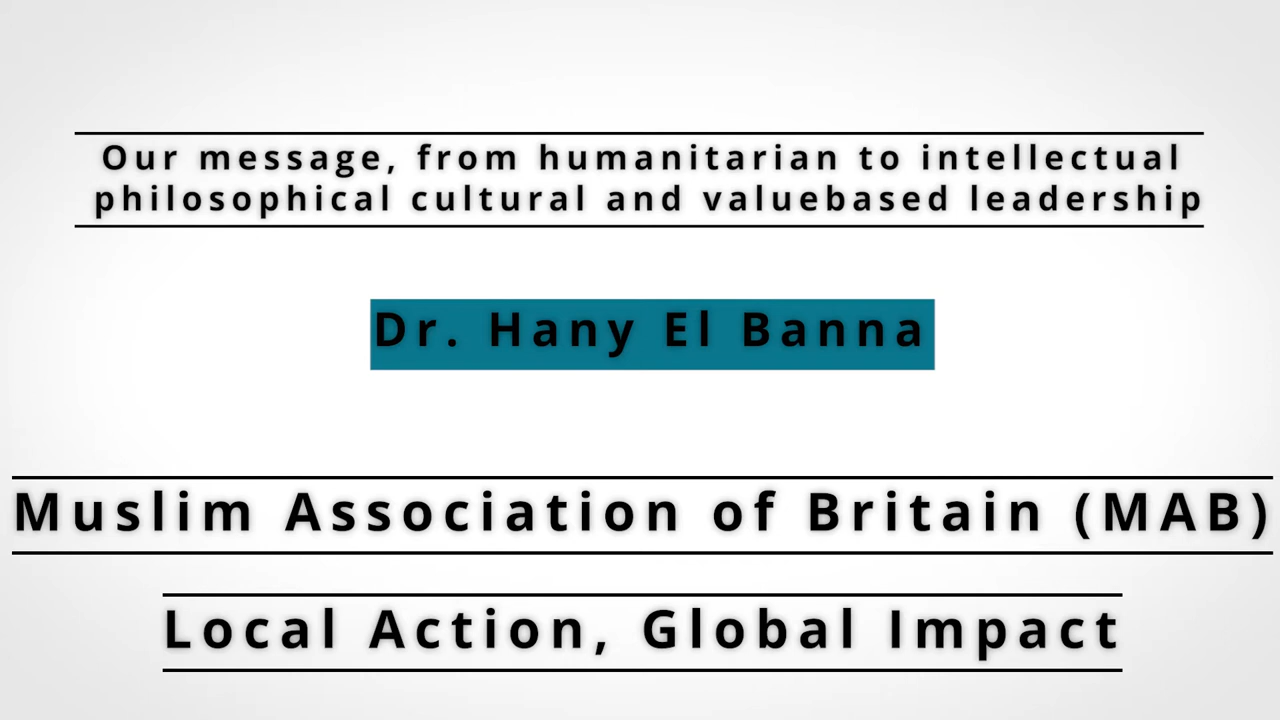 Our message, from humanitarian to intellectual
philosophical cultural and valuebased leadership
Dr. Hany El Banna
Muslim Association of Britain (MAB)
Local Action, Global Impact